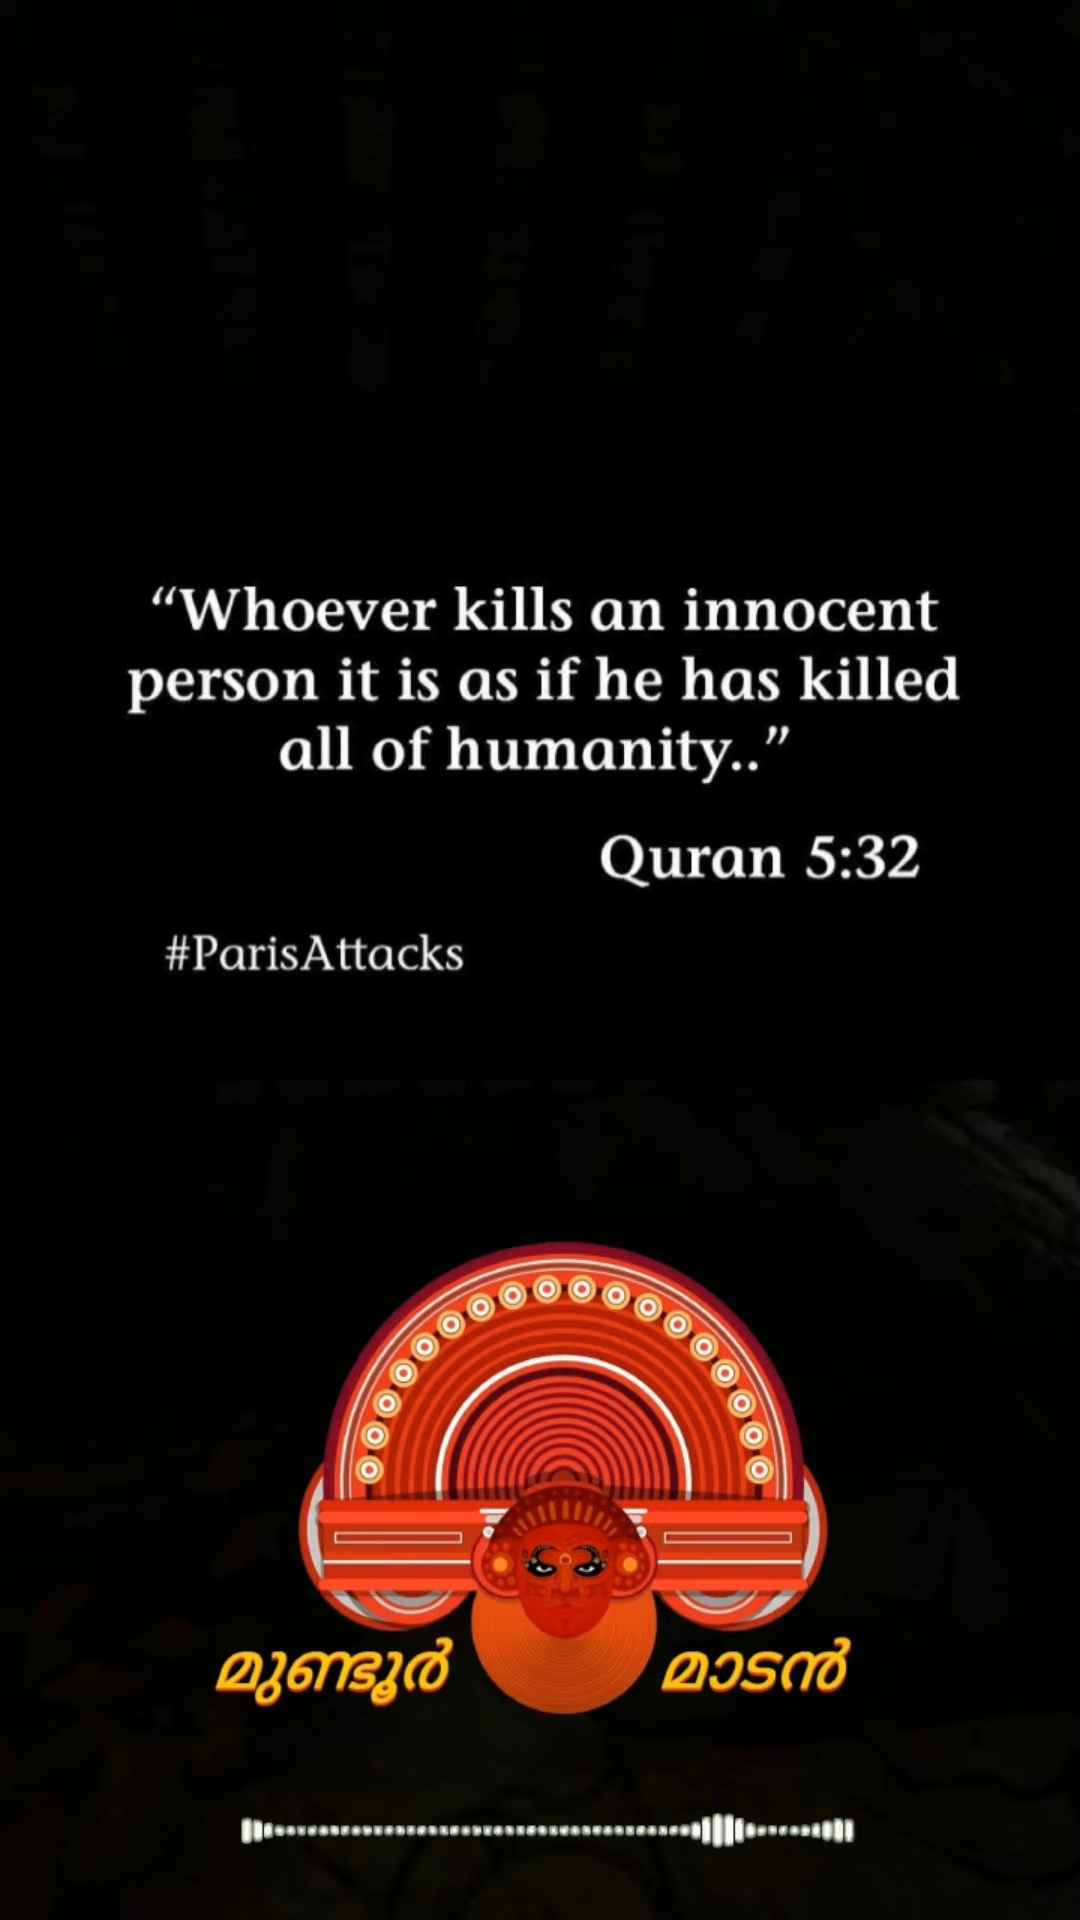 “Whoever kills an innocent
person it is as if he has killed
all of humanity..”
Quran 5:32
#ParisAttacks
മുണ്ടൂർ മാടൻ